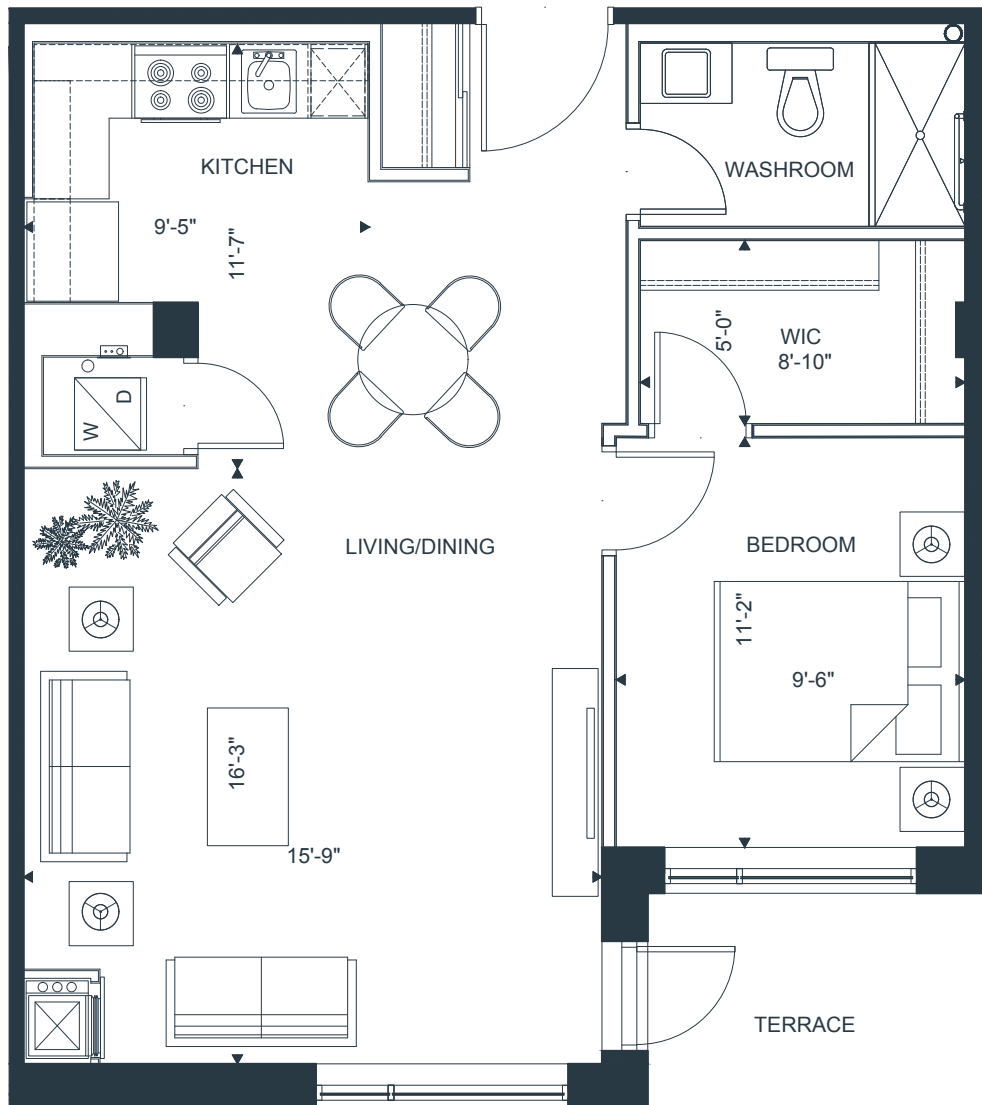 KITCHEN
WASHROOM
9'-5"
11'-7"
5'-0"
WIC
8'-10"
W
D
LIVING/DINING
BEDROOM
11'-2"
9'-6"
16'-3"
15'-9"
TERRACE